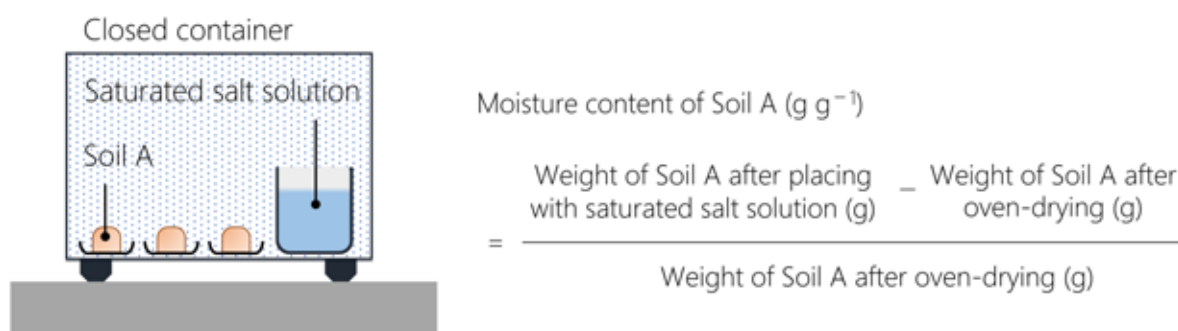 Closed container
Saturated salt solution
Soil A
Moisture content of Soil A (g g⁻¹)
Weight of Soil A after placing
with saturated salt solution (g)
− Weight of Soil A after
oven-drying (g)
=
Weight of Soil A after oven-drying (g)